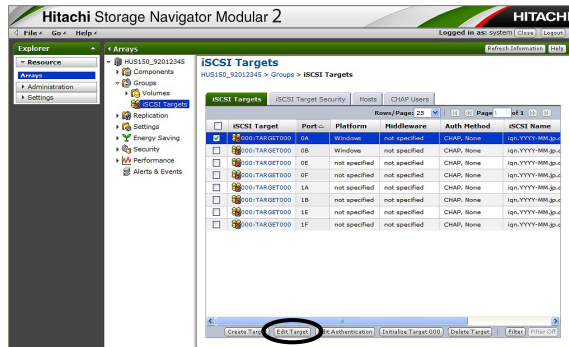 Hitachi Storage Navigator Modular 2
HITACHI
File Go Help
Logged in as: system Close Logout
Explorer
Resource
Arrays
Administration
Settings
Arrays
Refresh Information Help
HUS150_92012345
Components
Groups
Volumes
iSCSI Targets
Replication
Settings
Energy Saving
Security
Performance
Alerts & Events
iSCSI Targets
HUS150_92012345 > Groups > iSCSI Targets
iSCSI Targets iSCSI Target Security Hosts CHAP Users
Rows/Page: 25 Page 1 of 1
iSCSI Target Port Platform Middleware Auth Method iSCSI Name
000:TARGET000 0A Windows not specified CHAP, None iqn.YYYY-MM.jp.c
000:TARGET000 0B Windows not specified CHAP, None iqn.YYYY-MM.jp.c
000:TARGET000 0E not specified not specified CHAP, None iqn.YYYY-MM.jp.c
000:TARGET000 0F not specified not specified CHAP, None iqn.YYYY-MM.jp.c
000:TARGET000 1A not specified not specified CHAP, None iqn.YYYY-MM.jp.c
000:TARGET000 1B not specified not specified CHAP, None iqn.YYYY-MM.jp.c
000:TARGET000 1E not specified not specified CHAP, None iqn.YYYY-MM.jp.c
000:TARGET000 1F not specified not specified CHAP, None iqn.YYYY-MM.jp.c
Create Targ Edit Target dit Authentication Initialize Target 000 Delete Target Filter Filter Off